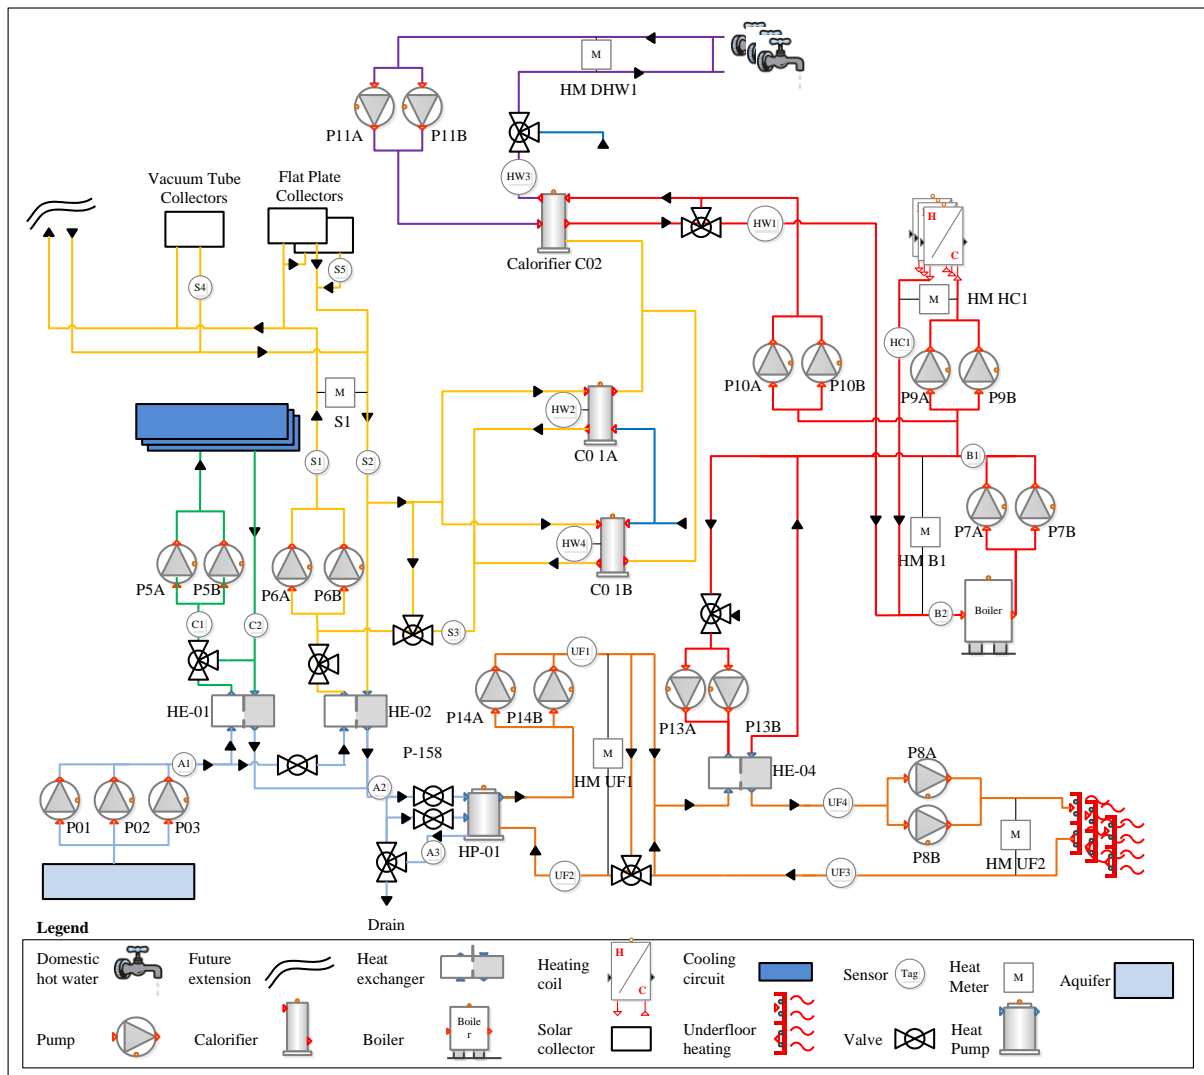 M
HM DHW1
P11A
P11B
HW3
Vacuum Tube
Collectors
Flat Plate
Collectors
HW1
H
C
Calorifier C02
S5
S4
M
HM HC1
HC1
P10A
P10B
P9A
P9B
M
S1
HW2
C0 1A
S1
S2
B1
P7A
P7B
M
HM B1
HW4
C0 1B
P5A
P5B
P6A
P6B
C1
C2
S3
B2
Boiler
UF1
P14A
P14B
P13A
P13B
HE-01
HE-02
P-158
M
HM UF1
HE-04
P8A
A1
A2
UF4
P01
P02
P03
A3
HP-01
P8B
M
HM UF2
UF2
UF3
Drain
Legend
Domestic
hot water
Future
extension
Heat
exchanger
Heating
coil
H
C
Cooling
circuit
Sensor
Tag
Heat
Meter
M
Aquifer
Pump
Calorifier
Boiler
Boile
r
Solar
collector
Underfloor
heating
Valve
Heat
Pump